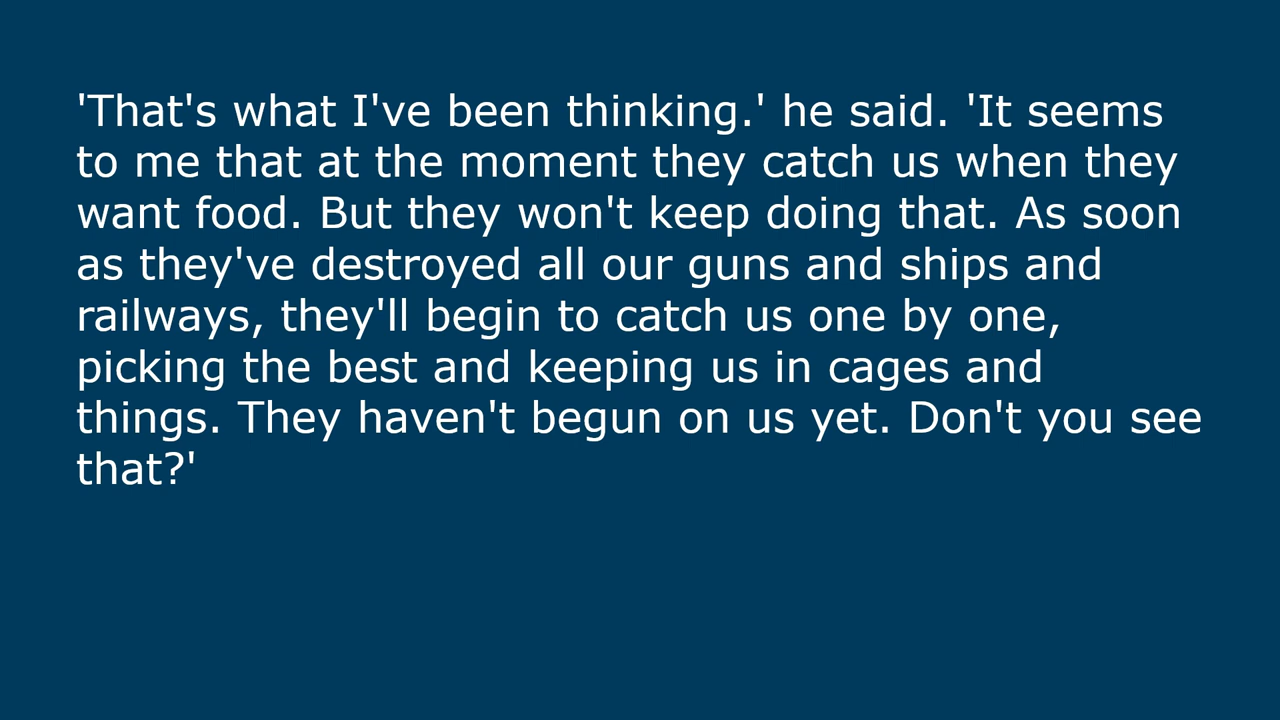 'That's what I've been thinking.' he said. 'It seems
to me that at the moment they catch us when they
want food. But they won't keep doing that. As soon
as they've destroyed all our guns and ships and
railways, they'll begin to catch us one by one,
picking the best and keeping us in cages and
things. They haven't begun on us yet. Don't you see
that?'